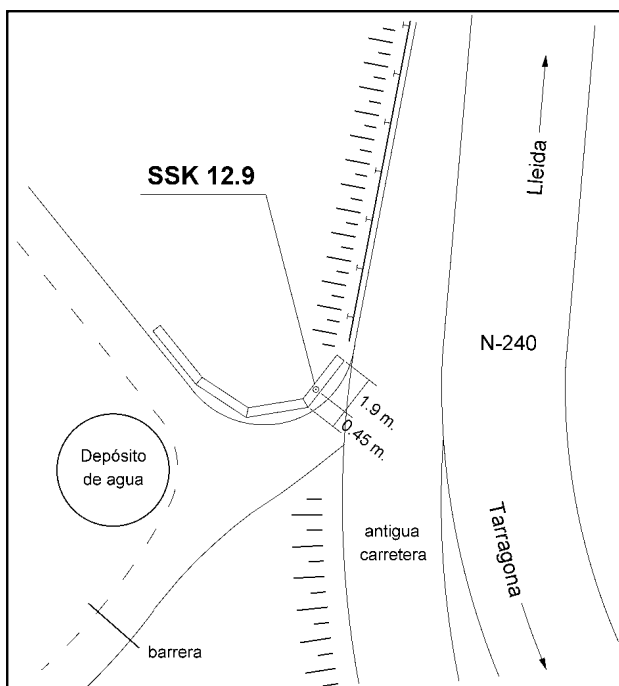 SSK 12.9
Lleida
N-240
1.9 m.
0.45 m.
Depósito
de agua
antigua
carretera
Tarragona
barrera